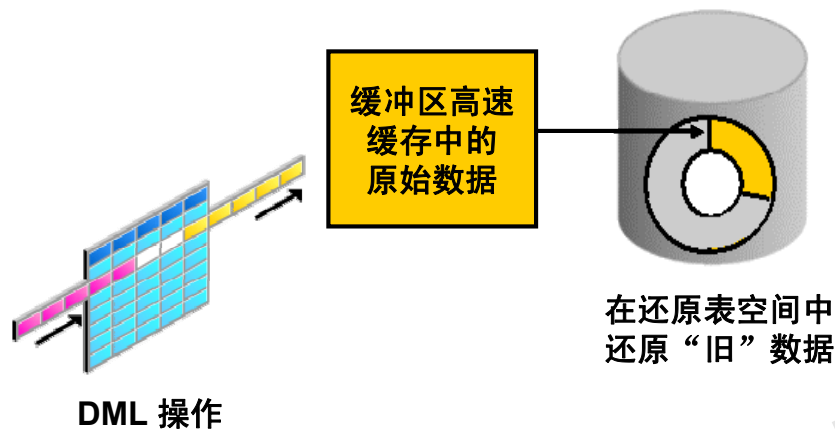 缓冲区高速
缓存中的
原始数据
在还原表空间中
还原“旧”数据
DML 操作